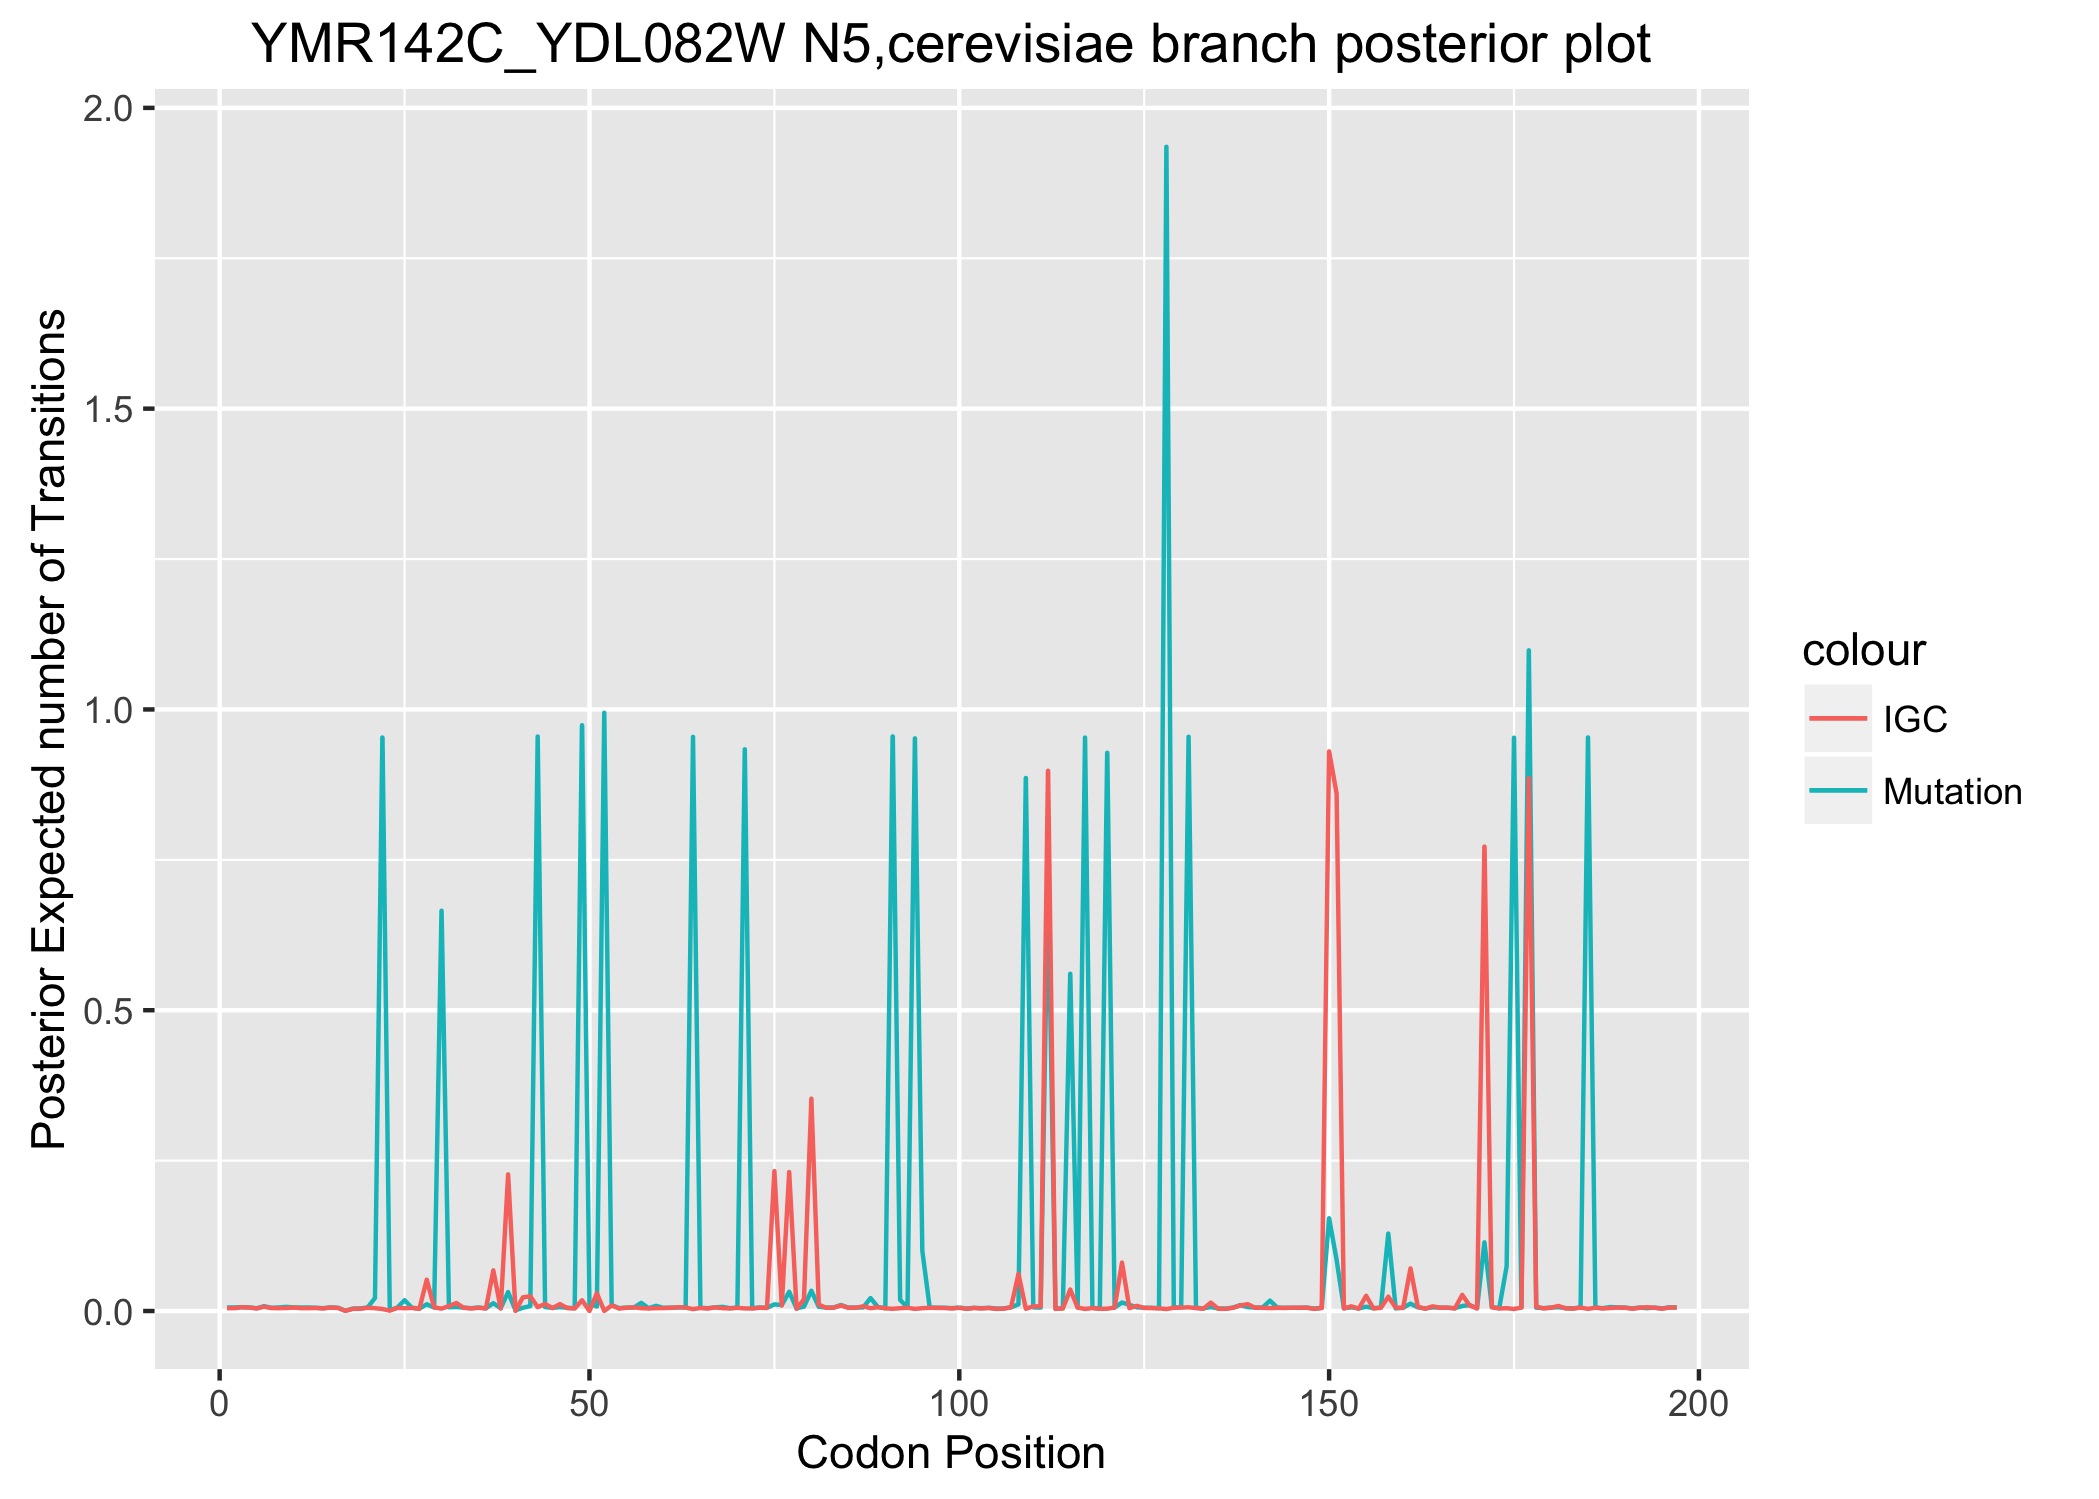 YMR142C_YDL082W N5,cerevisiae branch posterior plot
Posterior Expected number of Transitions
2.0
1.5
1.0
0.5
0.0
0
50
100
150
200
Codon Position
colour
IGC
Mutation